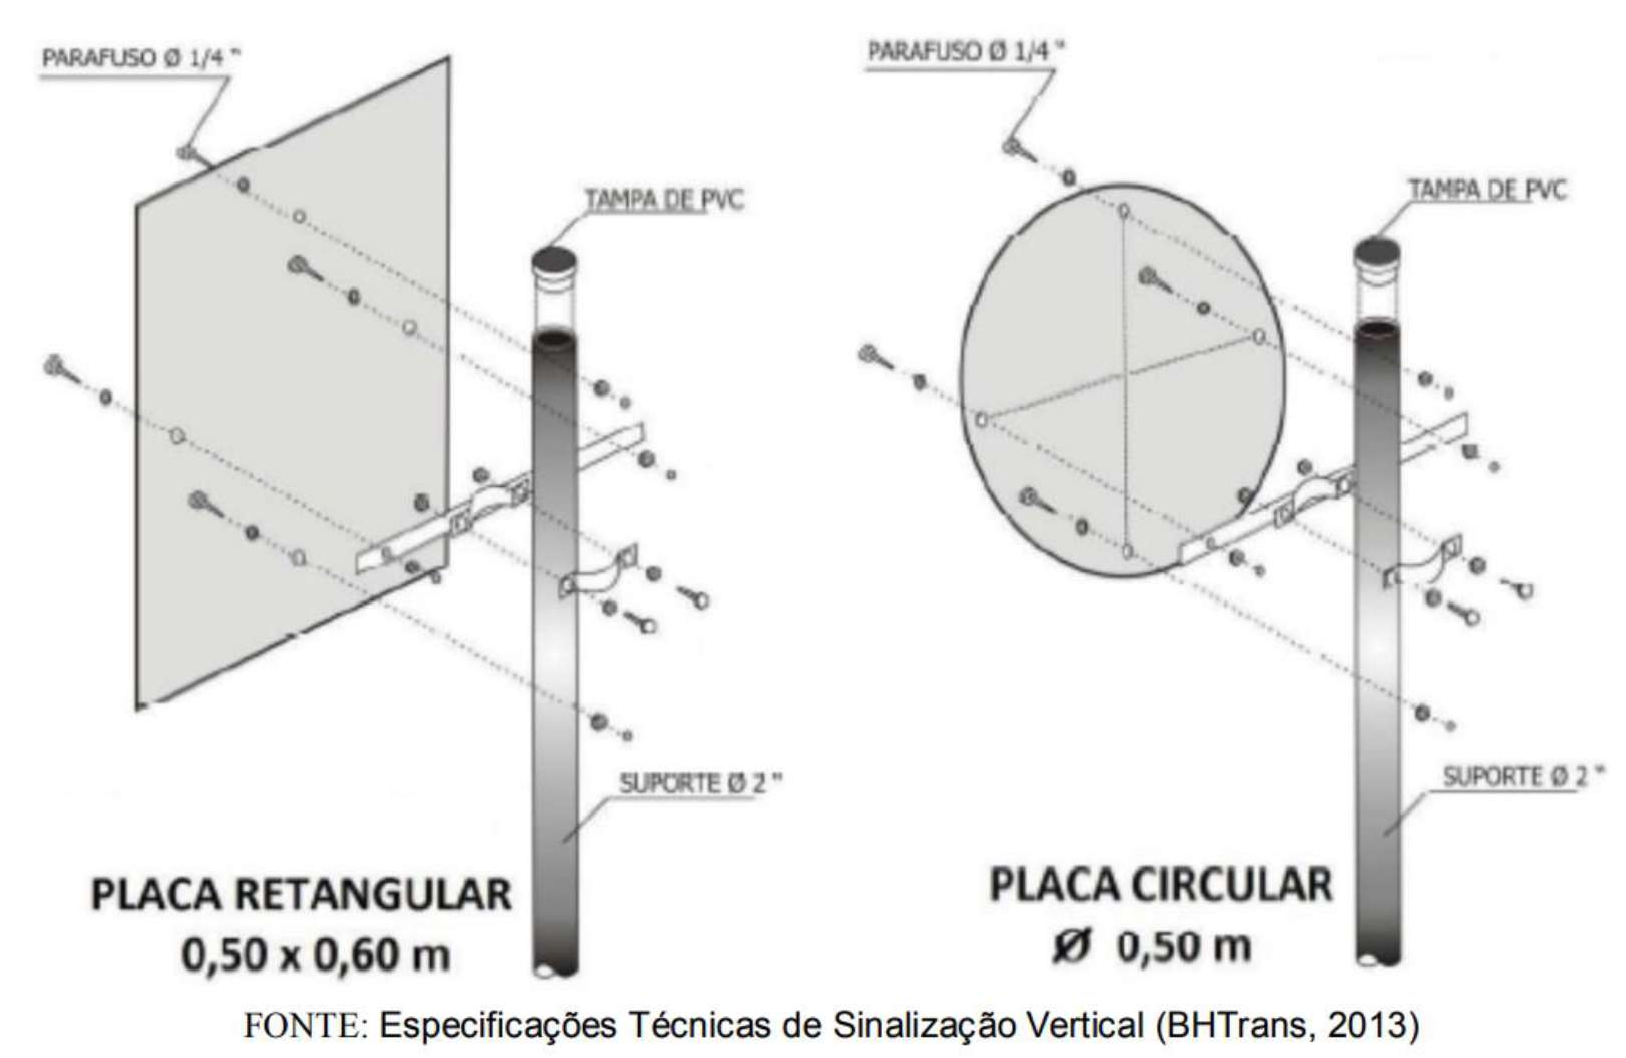 PARAFUSO Ø 1/4 "
TAMPA DE PVC
SUPORTE Ø 2 "
PLACA RETANGULAR
0,50 x 0,60 m
PARAFUSO Ø 1/4 "
TAMPA DE PVC
SUPORTE Ø 2 "
PLACA CIRCULAR
Ø 0,50 m
FONTE: Especificações Técnicas de Sinalização Vertical (BHTrans, 2013)